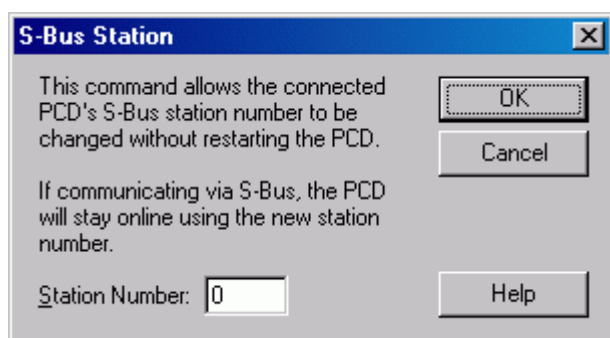 S-Bus Station
This command allows the connected
PCD's S-Bus station number to be
changed without restarting the PCD.
If communicating via S-Bus, the PCD
will stay online using the new station
number.
Station Number: 0
OK
Cancel
Help